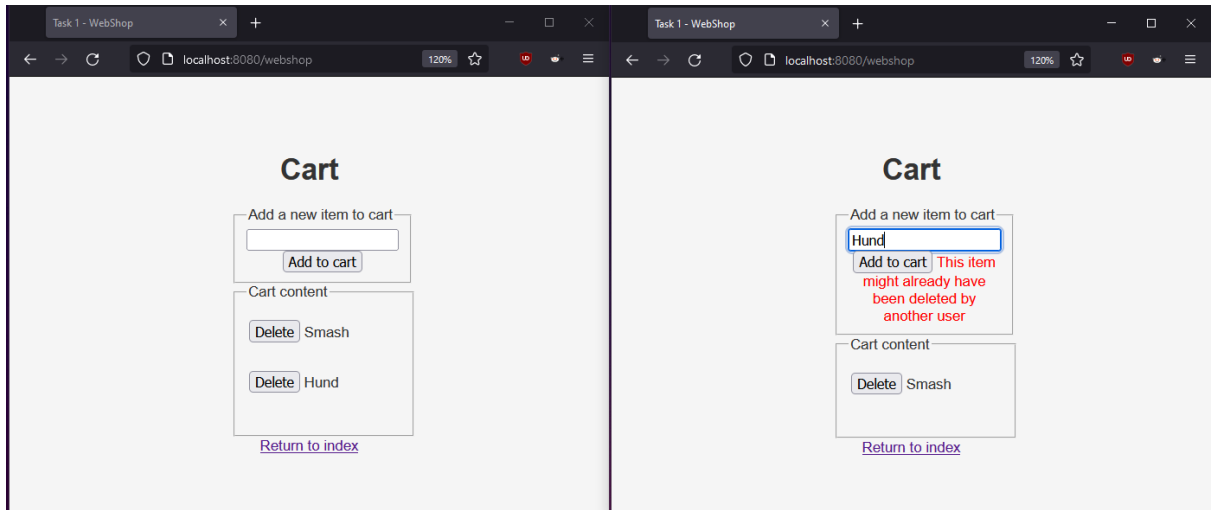 Task 1 - WebShop
localhost:8080/webshop
120%
Cart
Add a new item to cart
Add to cart
Cart content
Delete Smash
Delete Hund
Return to index
Task 1 - WebShop
localhost:8080/webshop
120%
Cart
Add a new item to cart
Hund
Add to cart This item
might already have
been deleted by
another user
Cart content
Delete Smash
Return to index